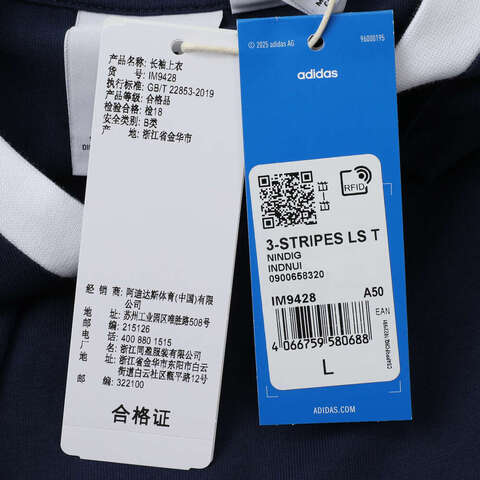 产品名称: 长袖上衣
货 号: IM9428
执行标准: GB/T 22853-2019
产品等级: 合格品
检验合格: 检18
安全类别: B类
产 地: 浙江省金华市
经 销 商: 阿迪达斯体育(中国)有限公司
地 址: 苏州工业园区唯胜路508号
邮 编: 215126
电 话: 400 880 1515
厂 名: 浙江同盈服装有限公司
地 址: 浙江省金华市东阳市白云街道白云社区甑山路12号
邮 编: 322100
合格证
© 2025 adidas AG
96000195
adidas
RFID
3-STRIPES LS T
NINDIG
INDNUI
0900658320
IM9428
A50
EAN
4 066759 580688
L
ADIDAS.COM